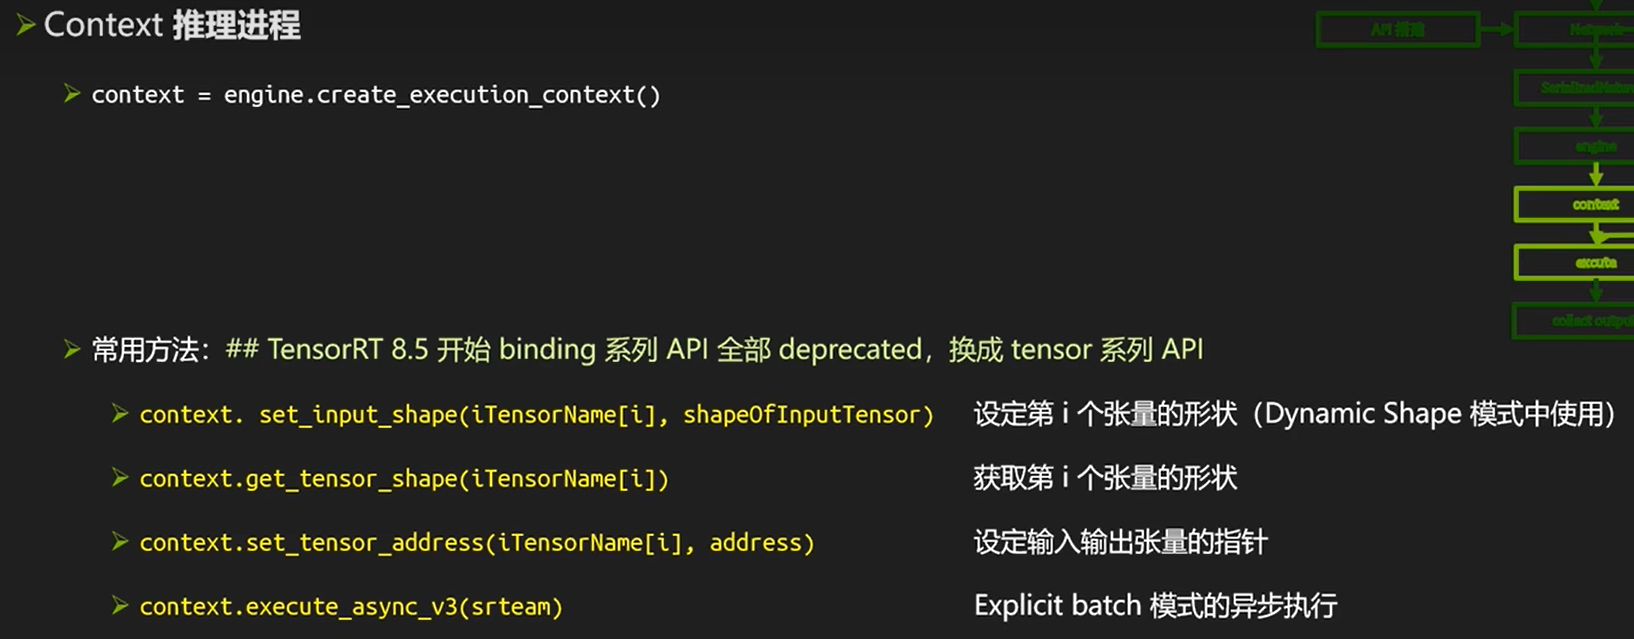 Context 推理进程
API 搭建
Network
context = engine.create_execution_context()
engine
context
excute
常用方法：## TensorRT 8.5 开始 binding 系列 API 全部 deprecated，换成 tensor 系列 API
context. set_input_shape(iTensorName[i], shapeOfInputTensor) 设定第 i 个张量的形状（Dynamic Shape 模式中使用）
context.get_tensor_shape(iTensorName[i]) 获取第 i 个张量的形状
context.set_tensor_address(iTensorName[i], address) 设定输入输出张量的指针
context.execute_async_v3(srteam) Explicit batch 模式的异步执行